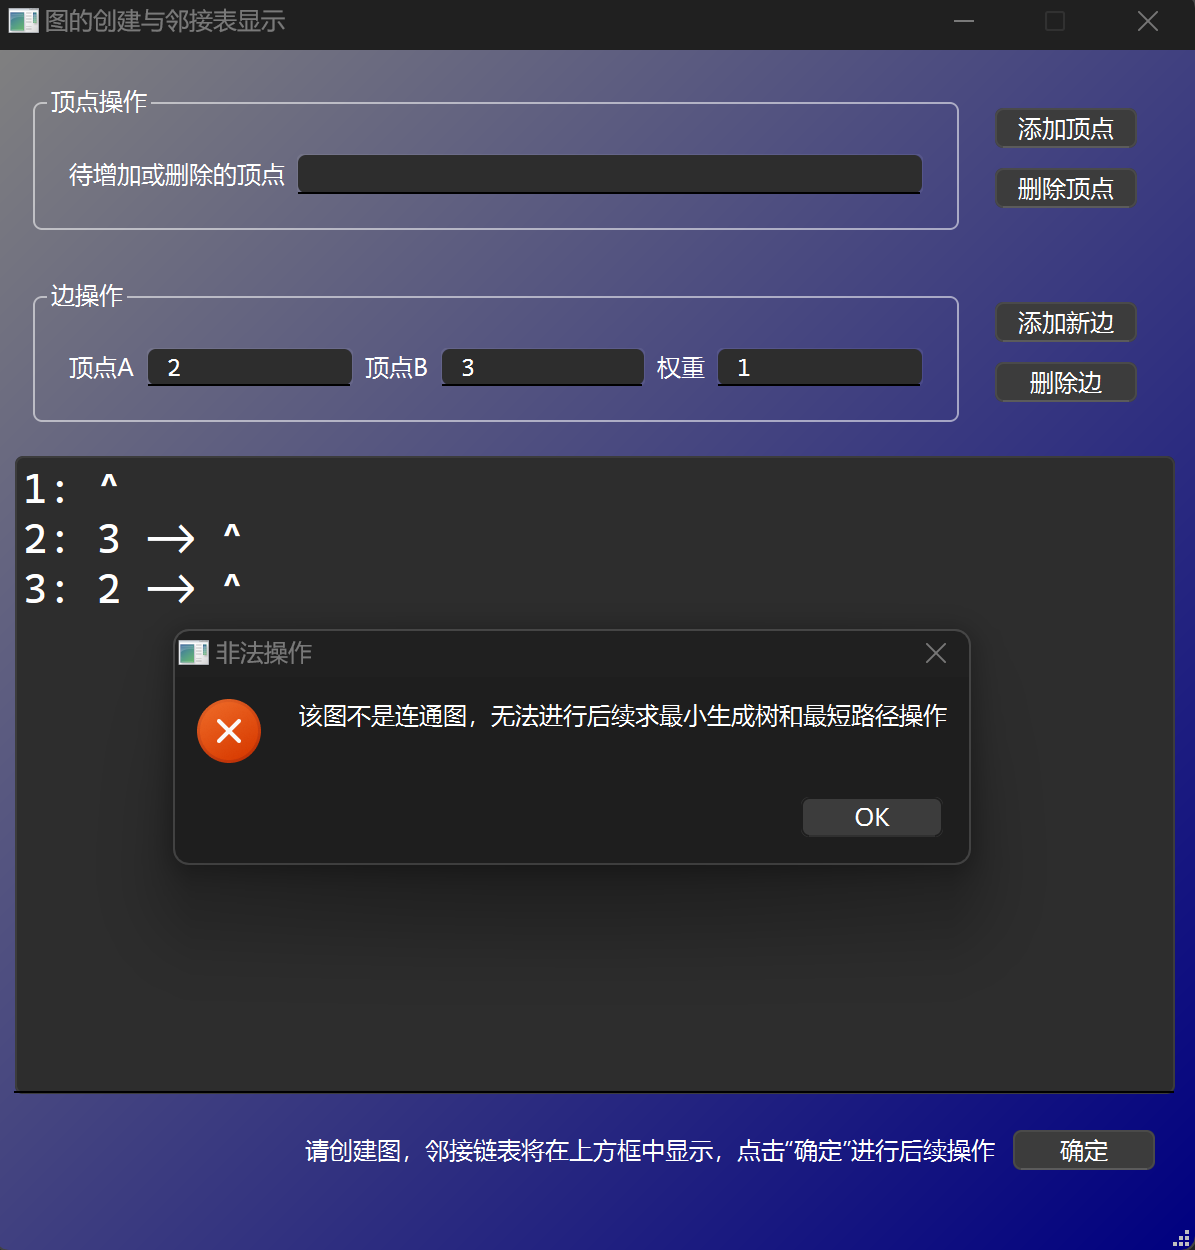 图的创建与邻接表显示
顶点操作
待增加或删除的顶点
添加顶点
删除顶点
边操作
顶点A 2 顶点B 3 权重 1
添加新边
删除边
1: ^
2: 3 → ^
3: 2 → ^
非法操作
该图不是连通图，无法进行后续求最小生成树和最短路径操作
OK
请创建图，邻接链表将在上方框中显示，点击“确定”进行后续操作
确定